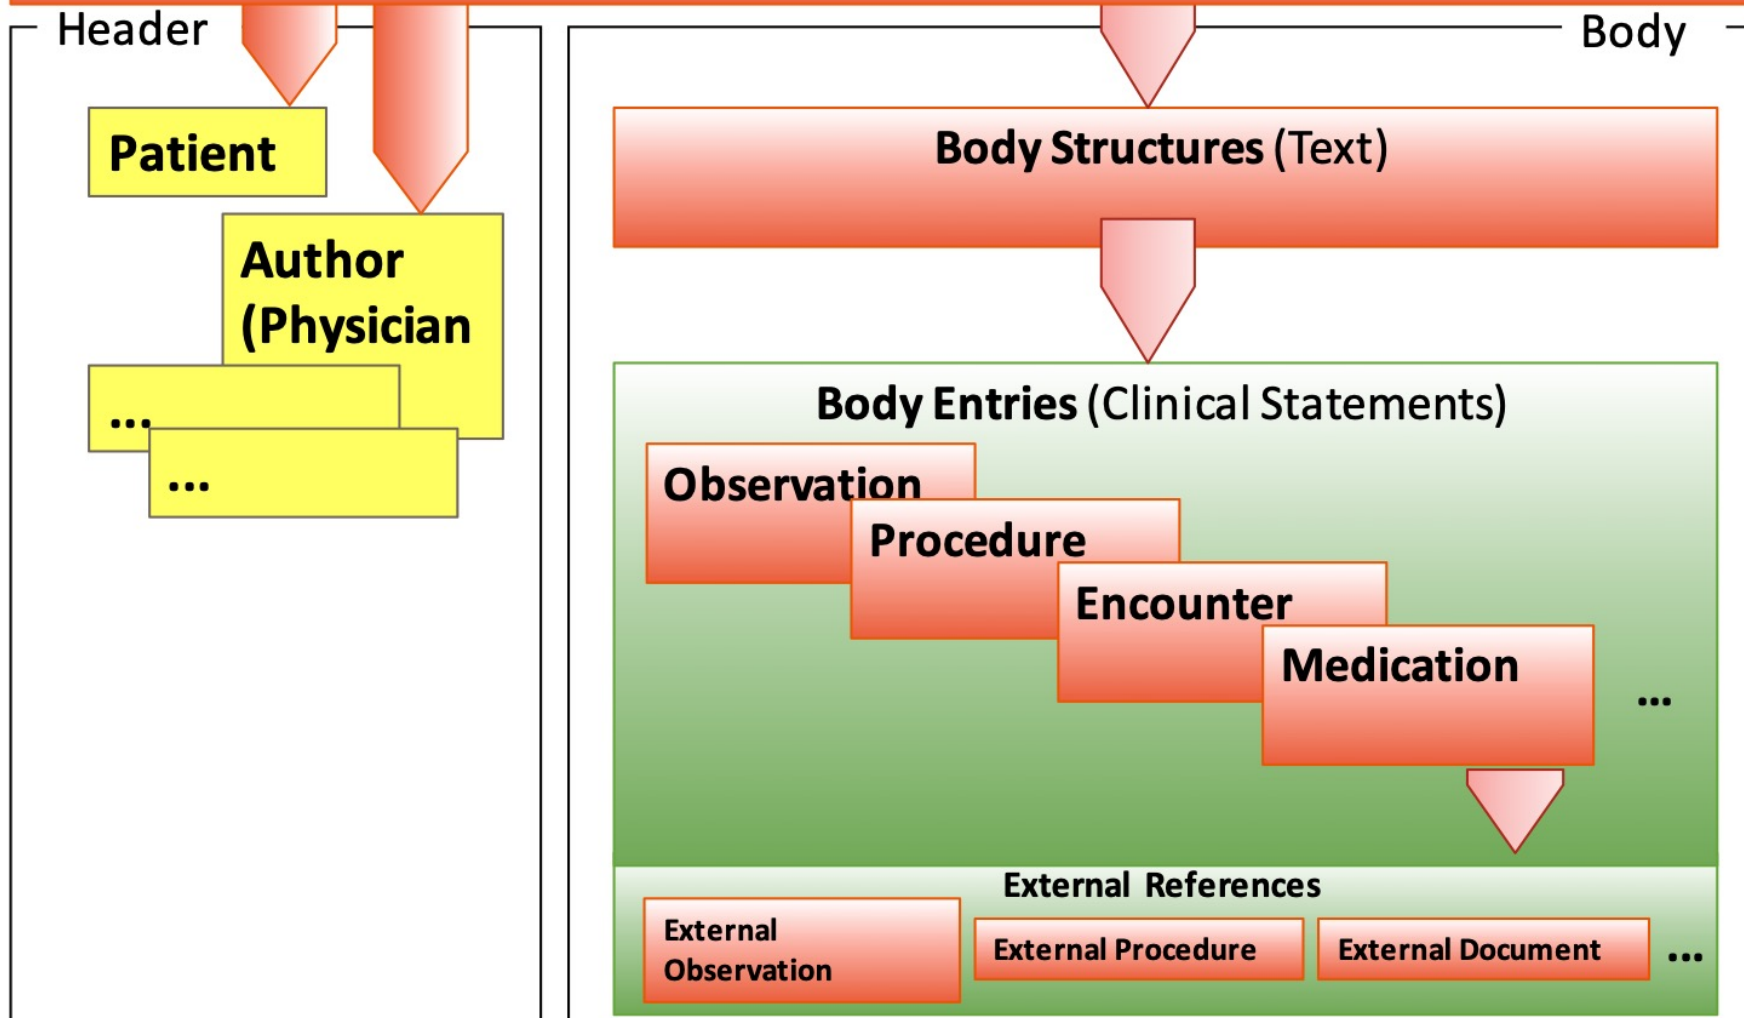 Header
Patient
Author
(Physician
...
...
Body
Body Structures (Text)
Body Entries (Clinical Statements)
Observation
Procedure
Encounter
Medication
...
External References
External
Observation
External Procedure
External Document
...